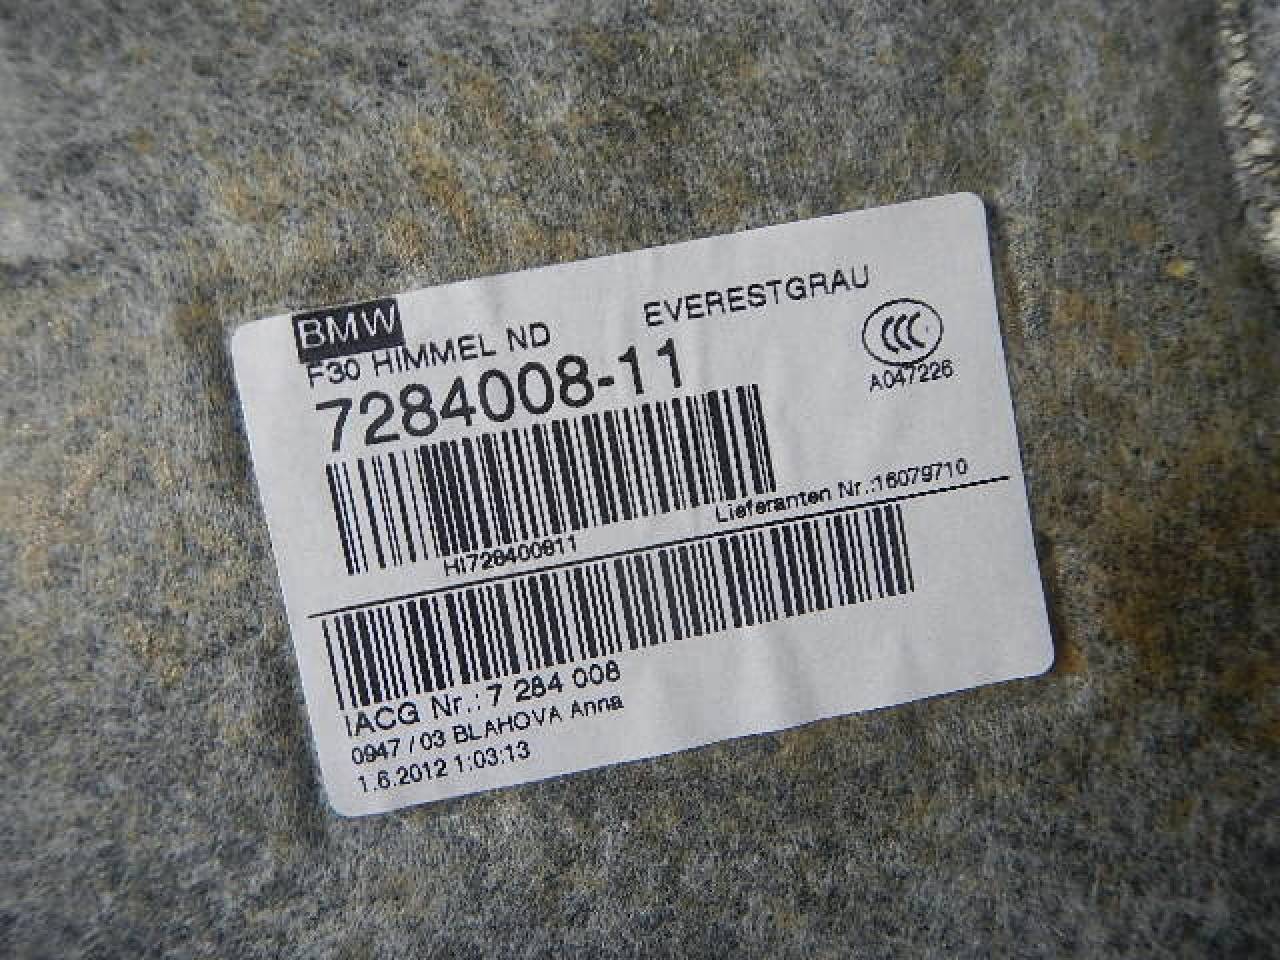 BMW
F30 HIMMEL ND EVERESTGRAU
7284008-11
CCC
A047226
HI728400811
Lieferanten Nr.:16079710
IACG Nr.: 7 284 008
0947 / 03 BLAHOVA Anna
1.6.2012 1:03:13